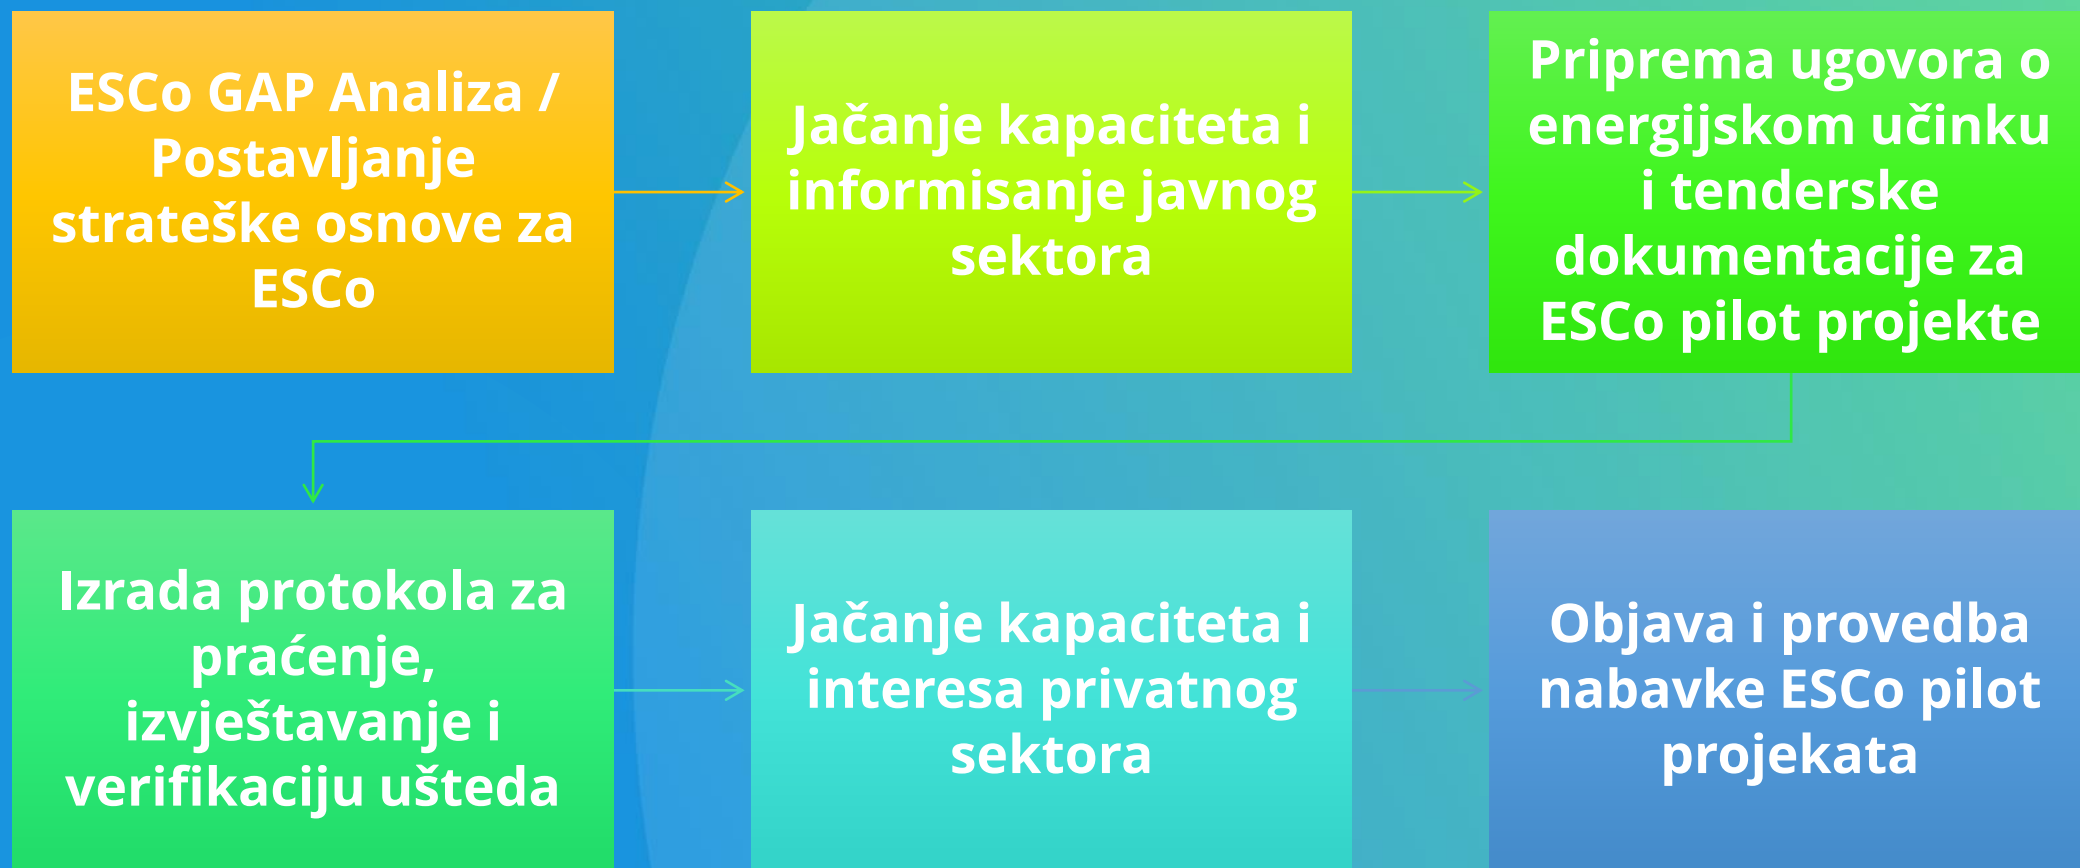 ESCo GAP Analiza /
Postavljanje
strateške osnove za
ESCo
Jačanje kapaciteta i
informisanje javnog
sektora
Priprema ugovora o
energijskom učinku
i tenderske
dokumentacije za
ESCo pilot projekte
Izrada protokola za
praćenje,
izvještavanje i
verifikaciju ušteda
Jačanje kapaciteta i
interesa privatnog
sektora
Objava i provedba
nabavke ESCo pilot
projekata